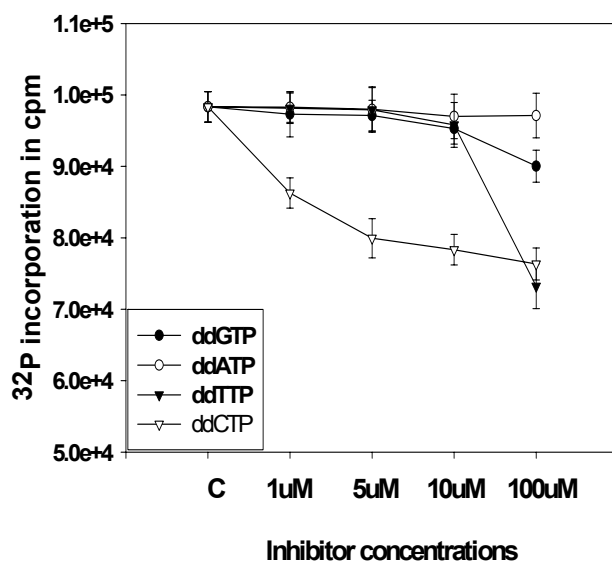 1.1e+5
1.0e+5
9.0e+4
8.0e+4
7.0e+4
6.0e+4
5.0e+4
32P incorporation in cpm
ddGTP
ddATP
ddTTP
ddCTP
C 1uM 5uM 10uM 100uM
Inhibitor concentrations